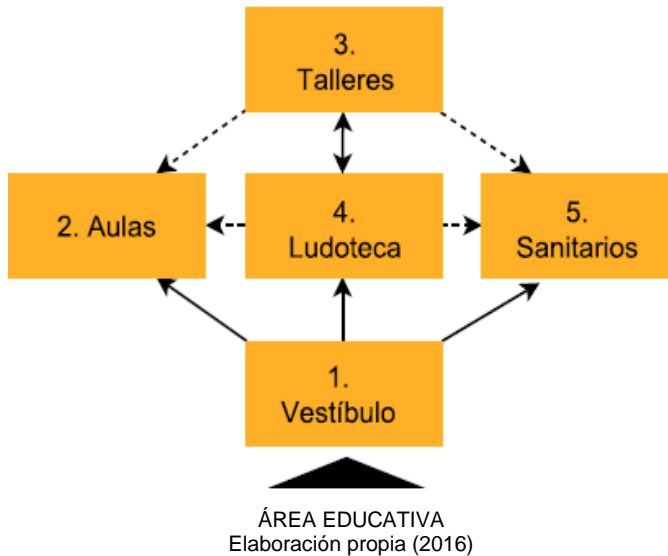 3.
Talleres
2. Aulas
4.
Ludoteca
5.
Sanitarios
1.
Vestíbulo
ÁREA EDUCATIVA
Elaboración propia (2016)